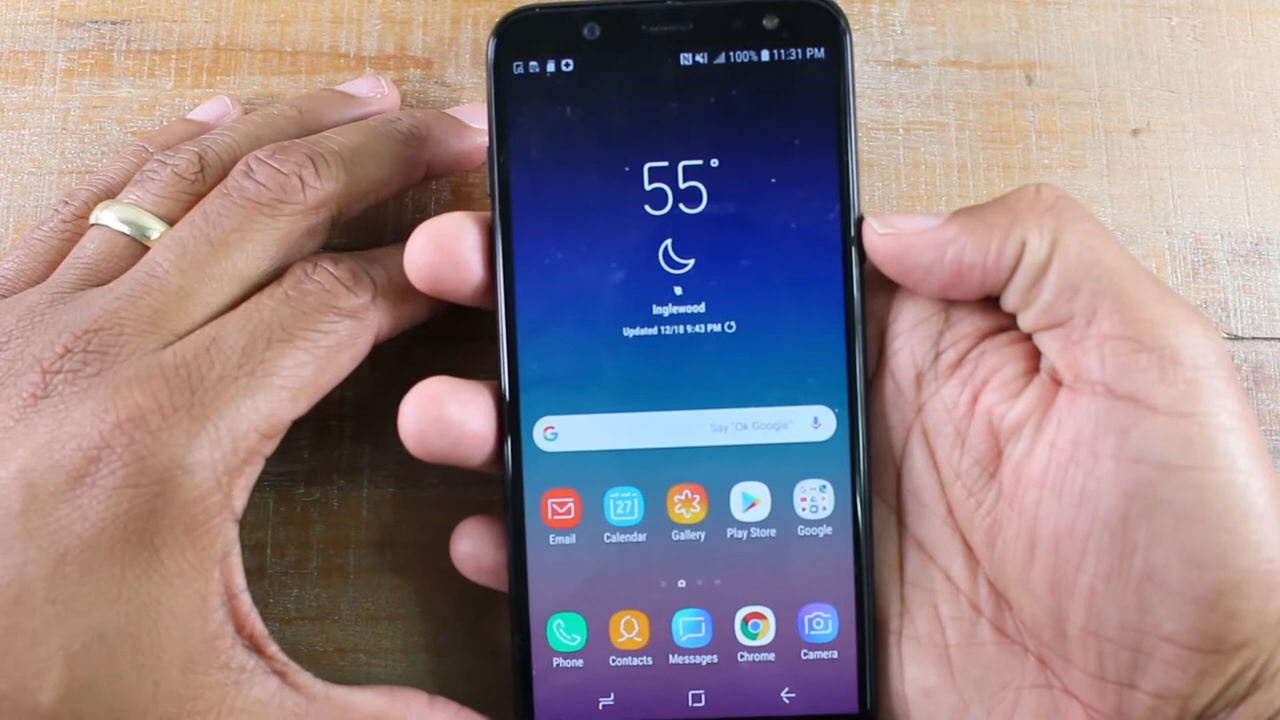 100% 11:31 PM
55°
Inglewood
Updated 12/18 9:43 PM
Say "Ok Google"
27
Email Calendar Gallery Play Store Google
Phone Contacts Messages Chrome Camera